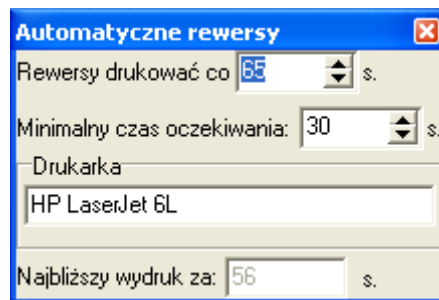 Automatyczne rewersy
Rewersy drukować co 65 s.
Minimalny czas oczekiwania: 30 s.
Drukarka
HP LaserJet 6L
Najbliższy wydruk za: 56 s.